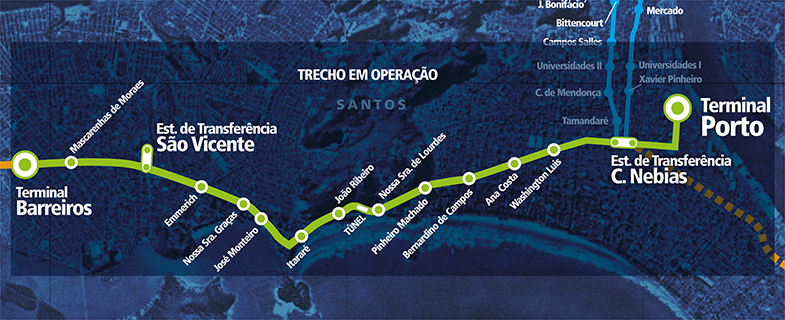 J. Bonifácio
Bittencourt
Mercado
Campos Salles
Universidades II
Universidades I
Xavier Pinheiro
C. de Mendonça
Tamandaré
TRECHO EM OPERAÇÃO
SANTOS
Terminal
Porto
Est. de Transferência
C. Nebias
Terminal
Barreiros
Mascarenhas de Moraes
Est. de Transferência
São Vicente
Emmerich
Nossa Sra. Graças
José Monteiro
Itararé
João Ribeiro
TÚNEL
Nossa Sra. de Lourdes
Pinheiro Machado
Bernardino de Campos
Ana Costa
Washington Luis